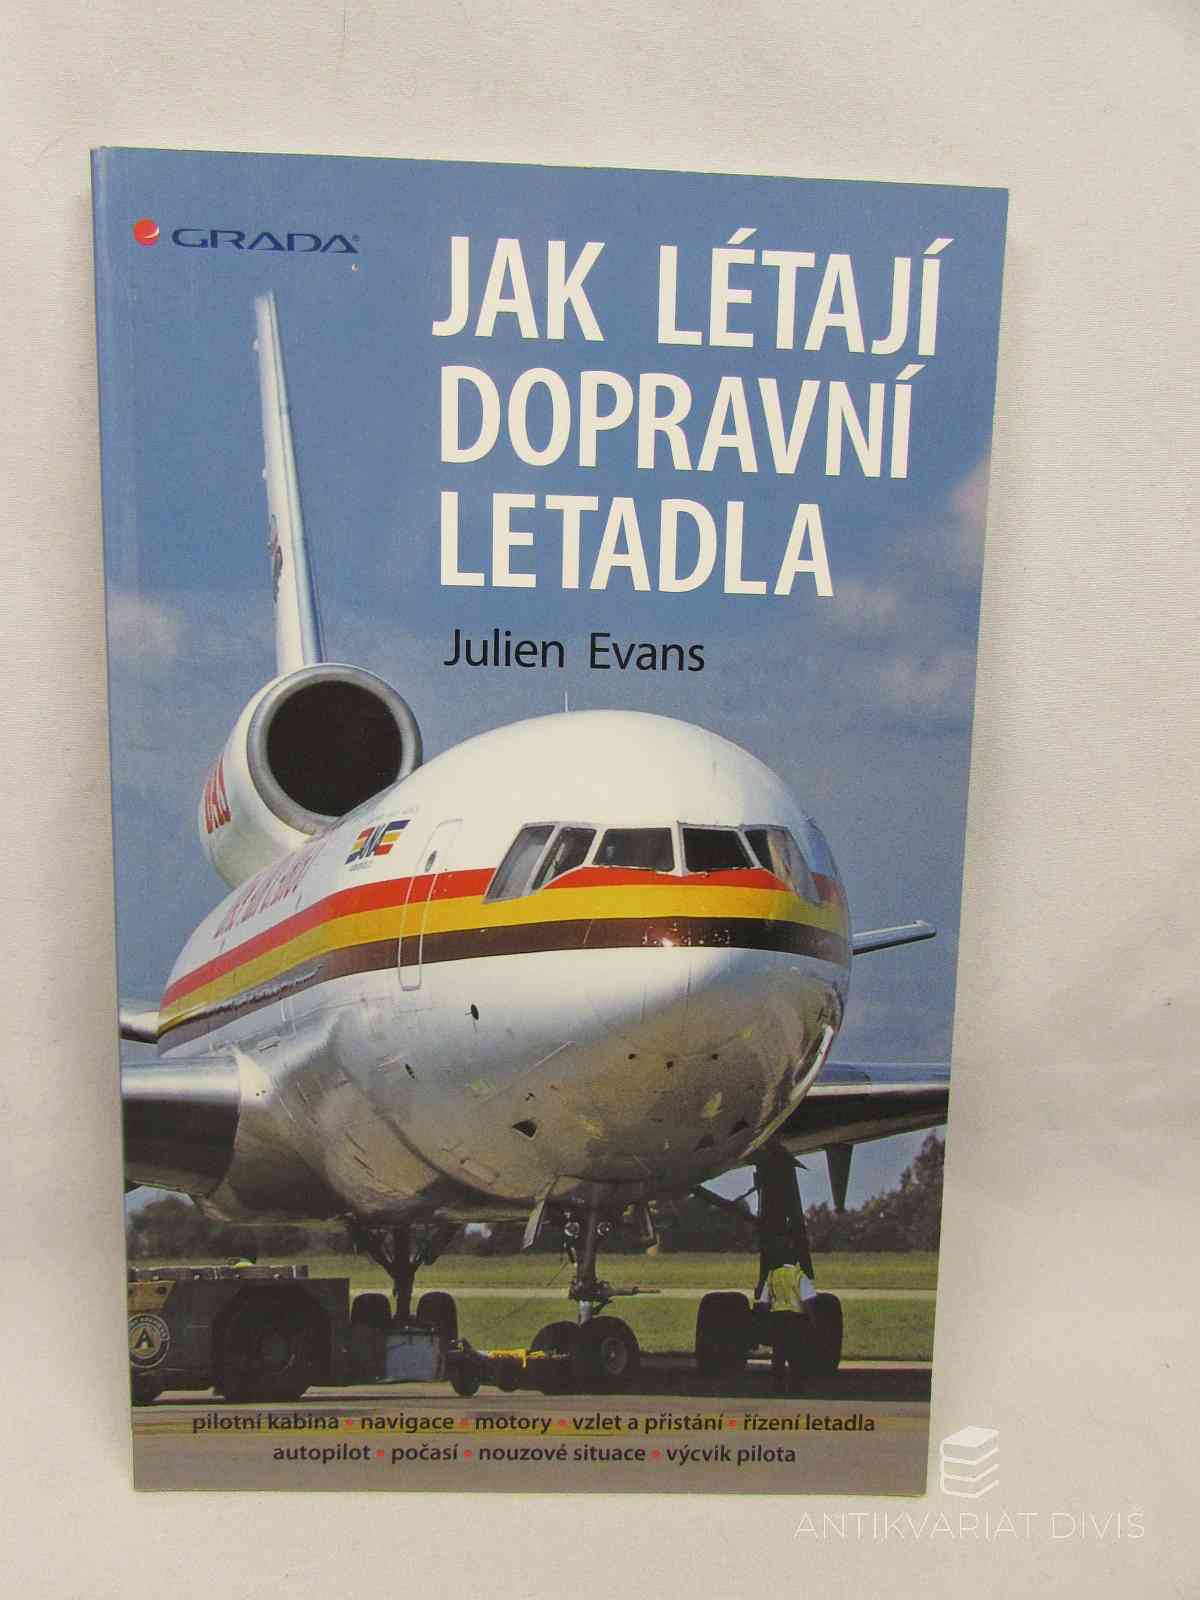 GRADA®
JAK LÉTAJÍ
DOPRAVNÍ
LETADLA
Julien Evans
pilotní kabina • navigace • motory • vzlet a přistání • řízení letadla
autopilot • počasí • nouzové situace • výcvik pilota
ANTIKVARIAT DIVIŠ